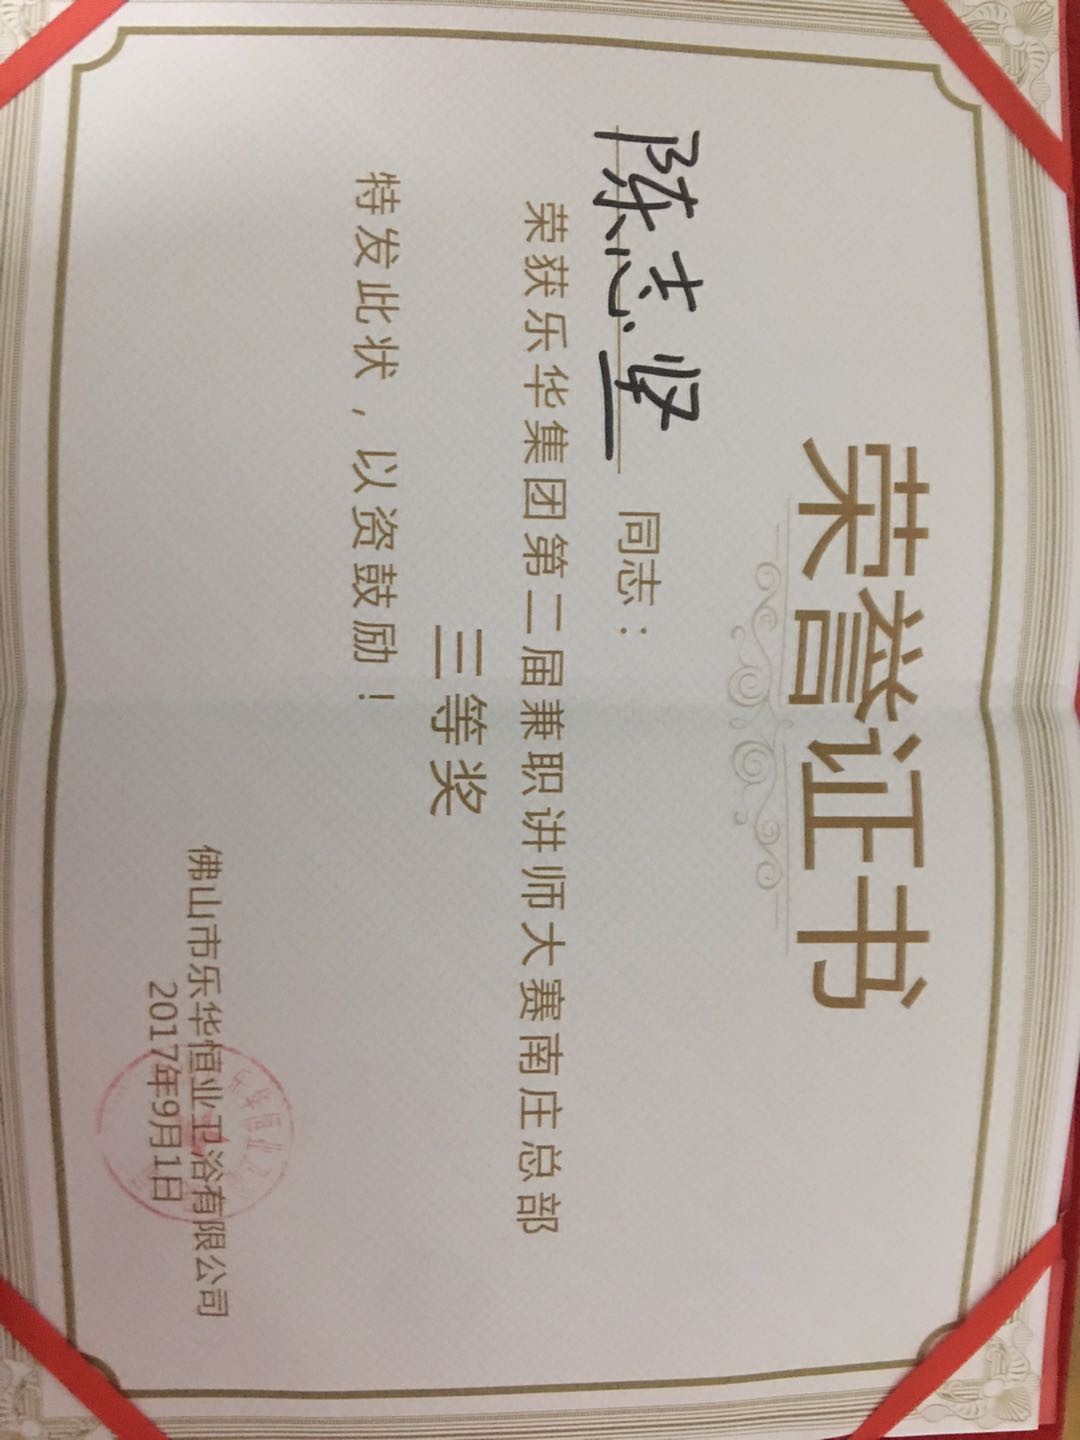 荣誉证书
陈志坚 同志：
荣获乐华集团第二届兼职讲师大赛南庄总部
三等奖
特发此状，以资鼓励！
佛山市乐华恒业卫浴有限公司
2017年9月1日